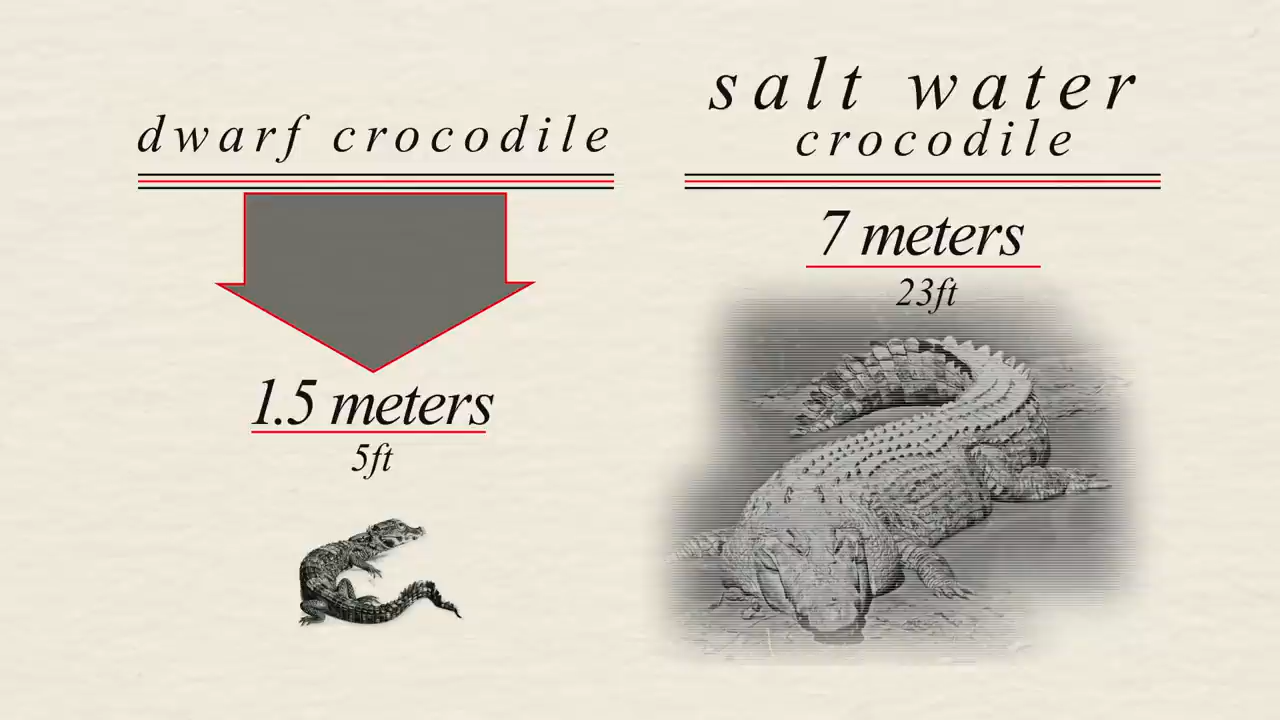 dwarf crocodile
1.5 meters
5ft
salt water
crocodile
7 meters
23ft